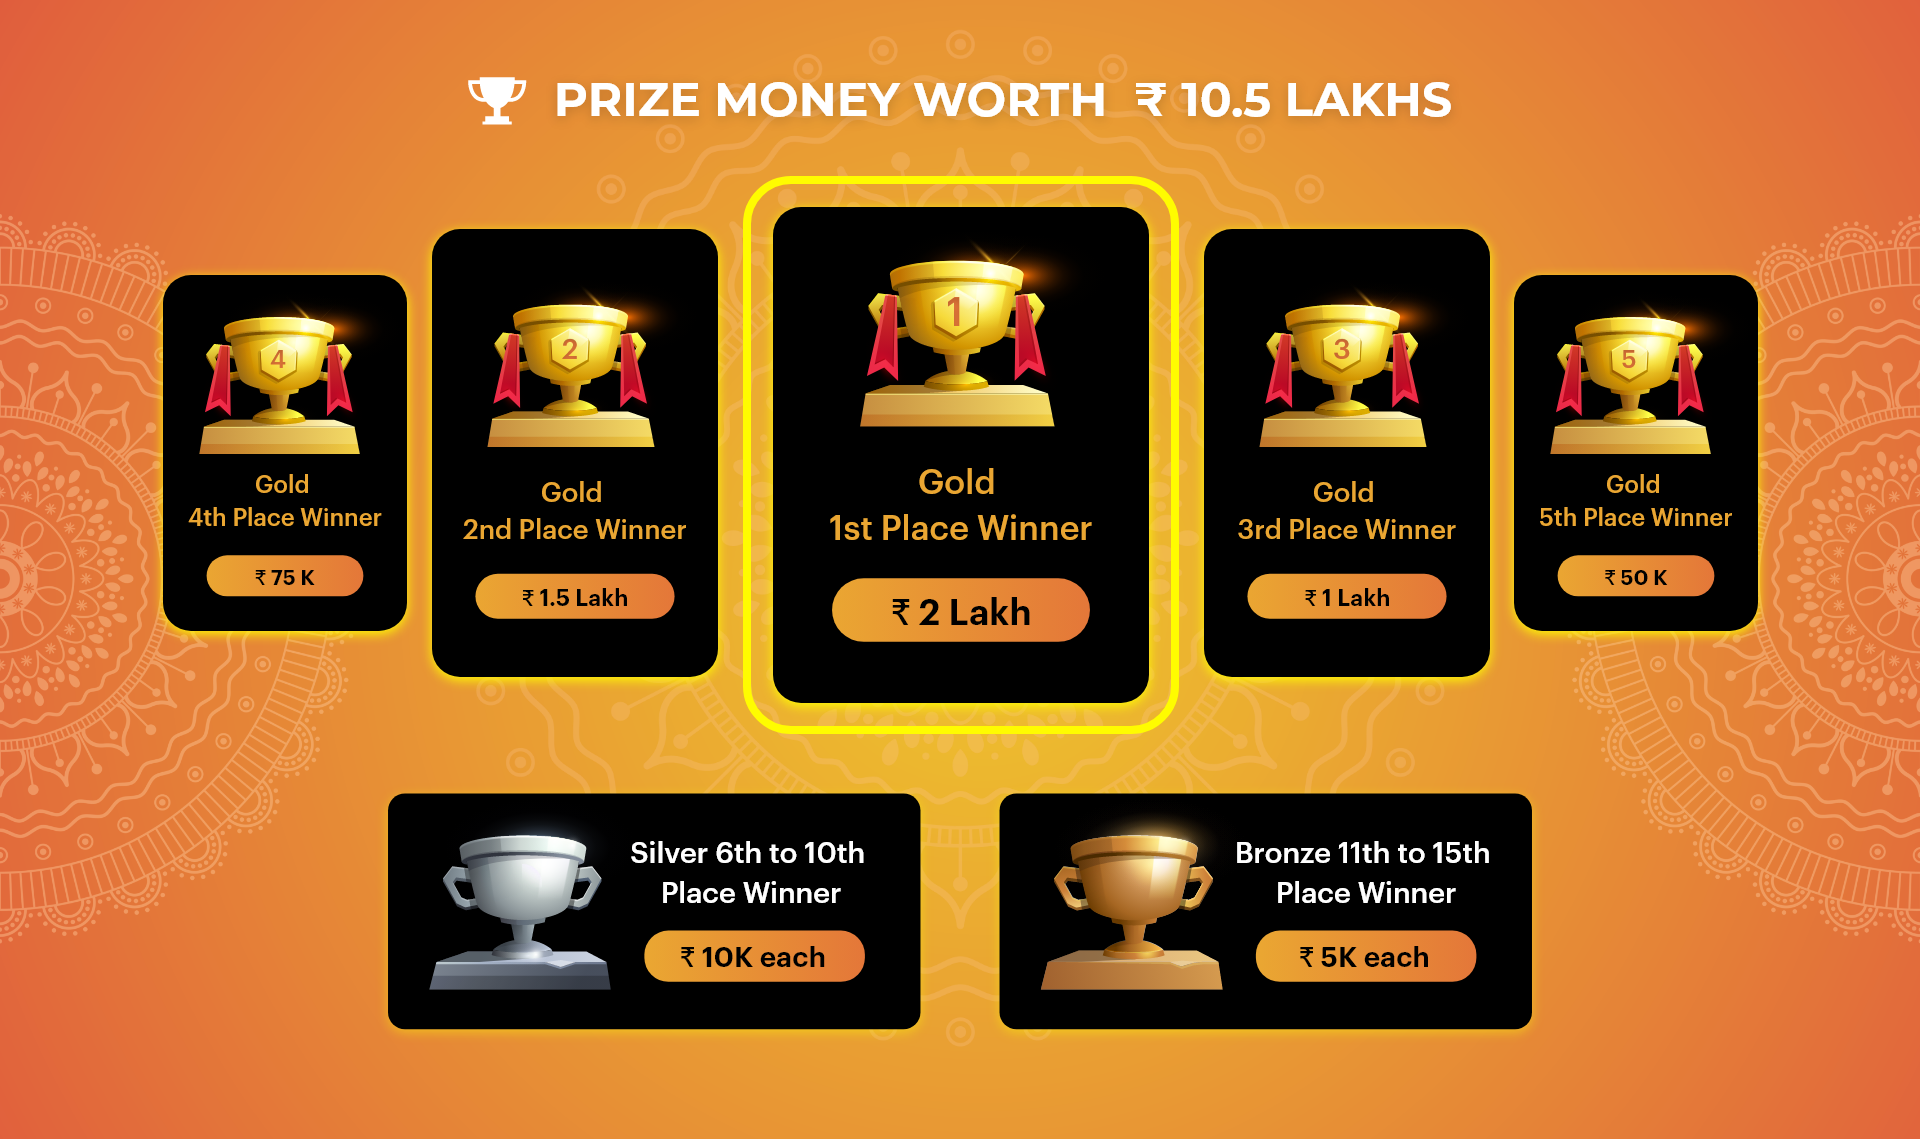 PRIZE MONEY WORTH ₹ 10.5 LAKHS
4
Gold
4th Place Winner
₹ 75 K
2
Gold
2nd Place Winner
₹ 1.5 Lakh
1
Gold
1st Place Winner
₹ 2 Lakh
3
Gold
3rd Place Winner
₹ 1 Lakh
5
Gold
5th Place Winner
₹ 50 K
Silver 6th to 10th
Place Winner
₹ 10K each
Bronze 11th to 15th
Place Winner
₹ 5K each